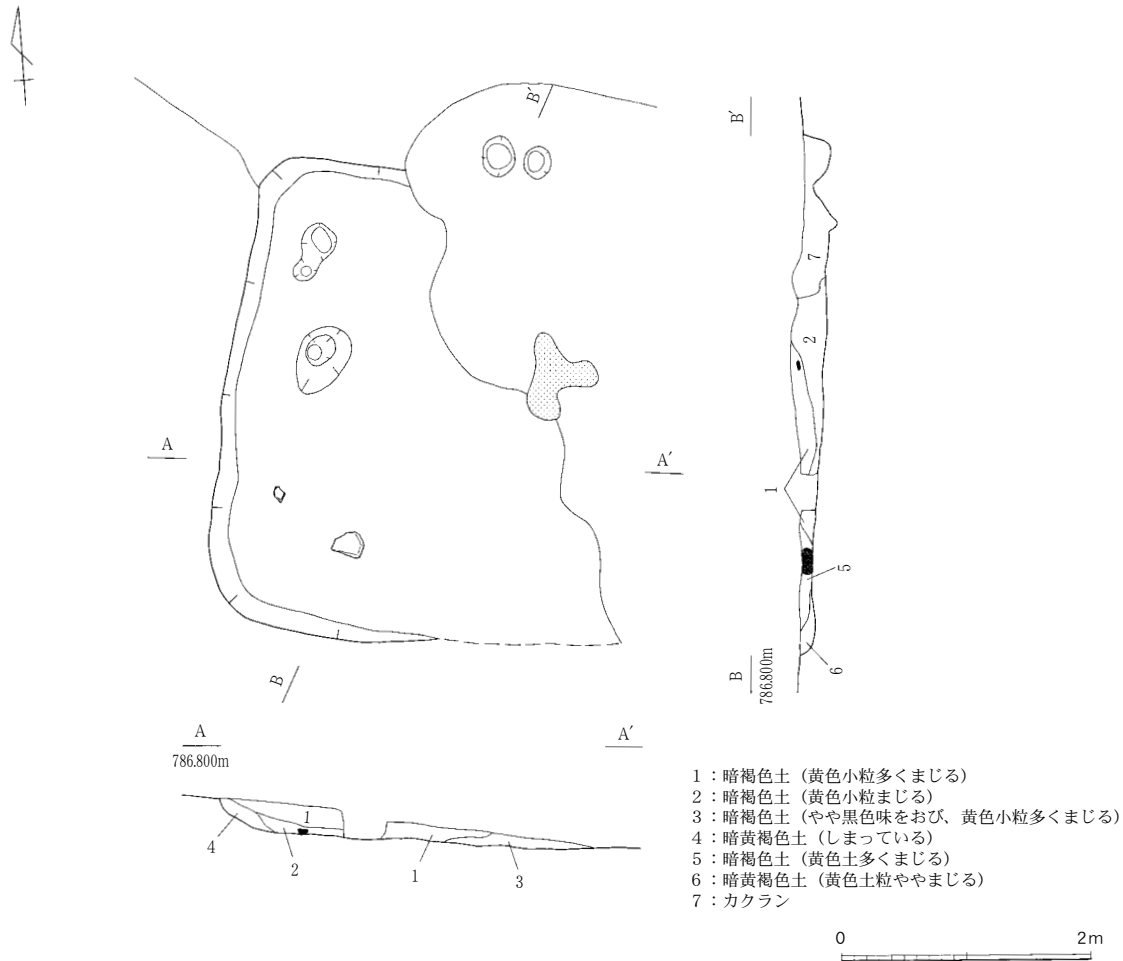 B′
A
A′
B
B′
7
2
1
5
6
B
786.800m
A
786.800m
A′
1
4
2
1
3
1：暗褐色土（黄色小粒多くまじる）
2：暗褐色土（黄色小粒まじる）
3：暗褐色土（やや黒色味をおび、黄色小粒多くまじる）
4：暗黄褐色土（しまっている）
5：暗褐色土（黄色土多くまじる）
6：暗黄褐色土（黄色土粒ややまじる）
7：カクラン
0 2m